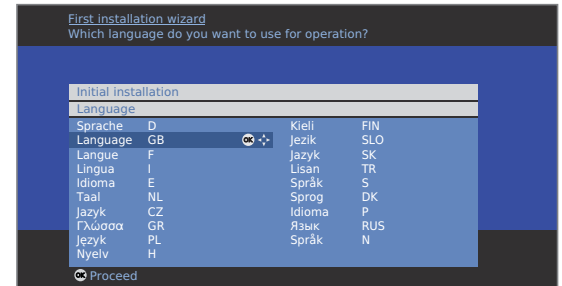 First installation wizard
Which language do you want to use for operation?
Initial installation
Language
Sprache D Kieli FIN
Language GB OK Jezik SLO
Langue F Jazyk SK
Lingua I Lisan TR
Idioma E Språk S
Taal NL Sprog DK
Jazyk CZ Idioma P
Γλώσσα GR Язык RUS
Język PL Språk N
Nyelv H
OK Proceed